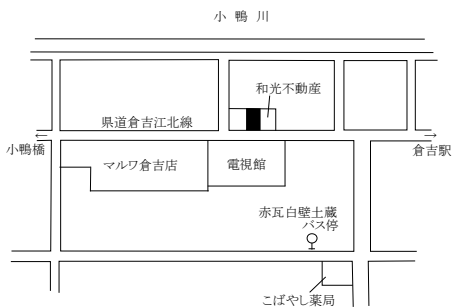 小鴨川
和光不動産
県道倉吉江北線
←
→
小鴨橋
マルワ倉吉店
電視館
倉吉駅
赤瓦白壁土蔵
バス停
こばやし薬局